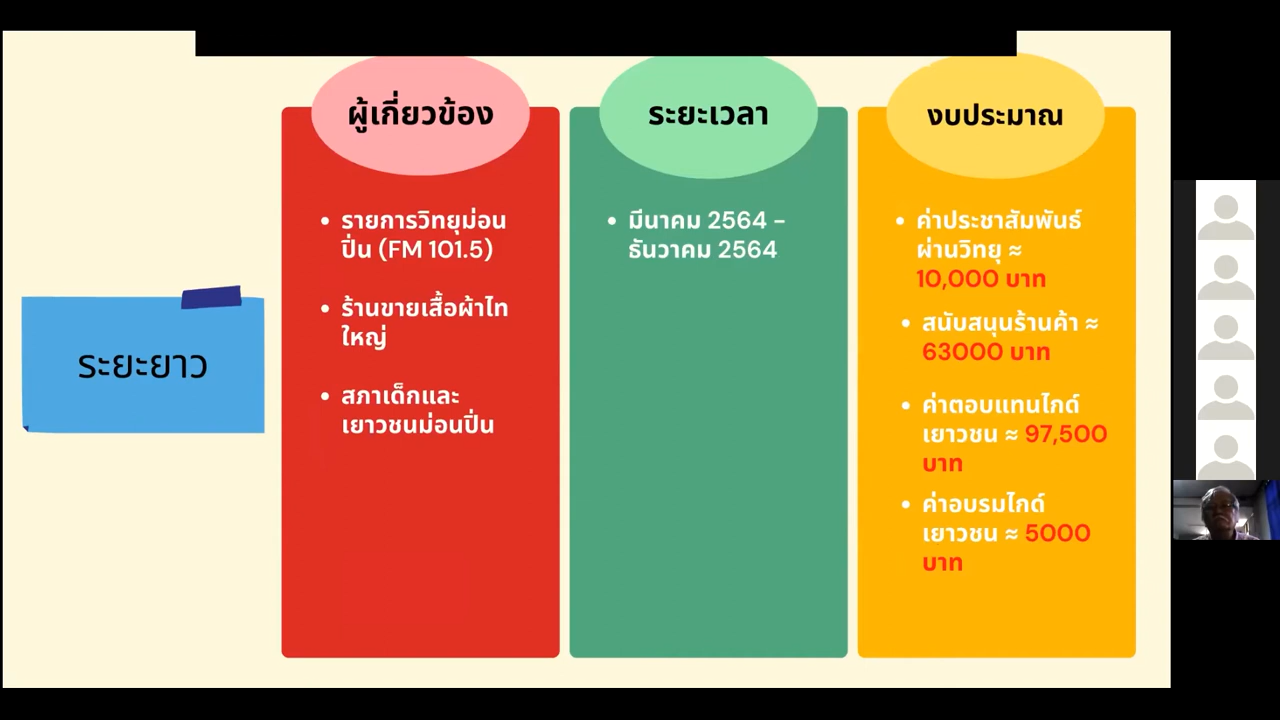 ระยะยาว
ผู้เกี่ยวข้อง
• รายการวิทยุม่อน
ปิ่น (FM 101.5)
• ร้านขายเสื้อผ้าไท
ใหญ่
• สภาเด็กและ
เยาวชนม่อนปิ่น
ระยะเวลา
• มีนาคม 2564 -
ธันวาคม 2564
งบประมาณ
• ค่าประชาสัมพันธ์
ผ่านวิทยุ ≈
10,000 บาท
• สนับสนุนร้านค้า ≈
63000 บาท
• ค่าตอบแทนไกด์
เยาวชน ≈ 97,500
บาท
• ค่าอบรมไกด์
เยาวชน ≈ 5000
บาท